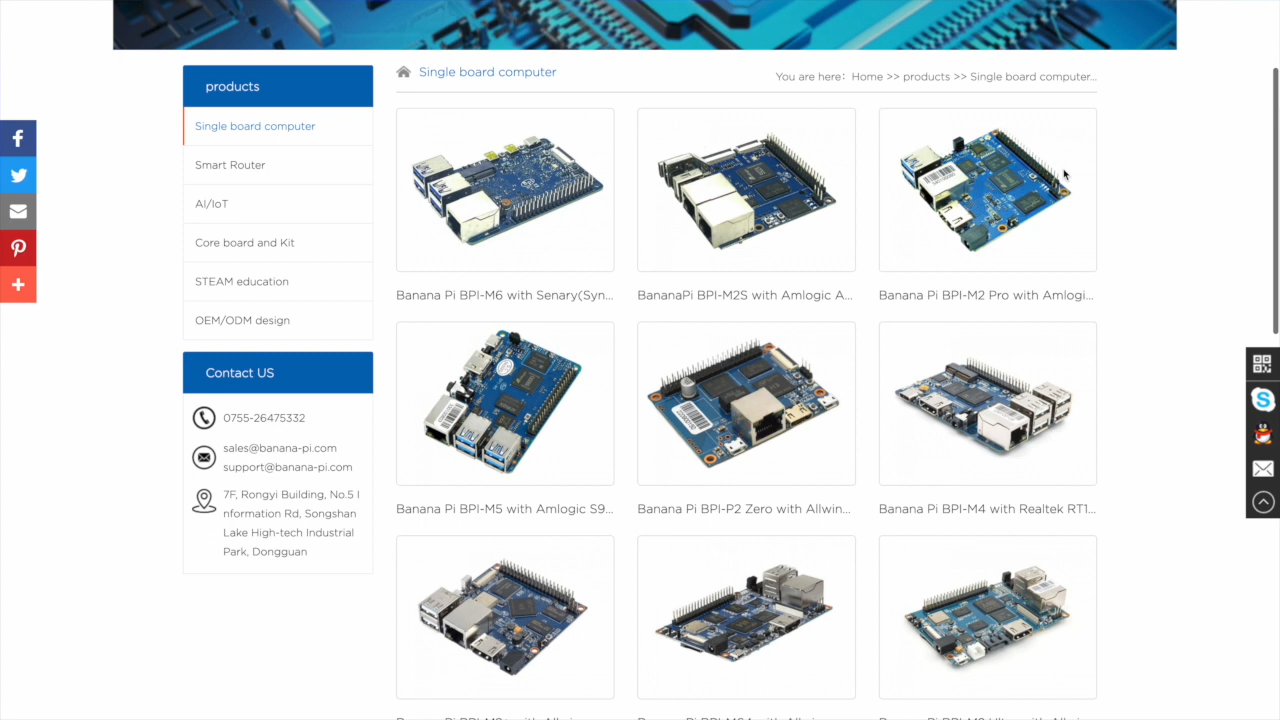 products
Single board computer
Smart Router
AI/IoT
Core board and Kit
STEAM education
OEM/ODM design
Contact US
0755-26475332
sales@banana-pi.com
support@banana-pi.com
7F, Rongyi Building, No.5 I
nformation Rd, Songshan
Lake High-tech Industrial
Park, Dongguan
Single board computer
You are here: Home >> products >> Single board computer...
Banana Pi BPI-M6 with Senary(Syn...
BananaPi BPI-M2S with Amlogic A...
Banana Pi BPI-M2 Pro with Amlogi...
Banana Pi BPI-M5 with Amlogic S9...
Banana Pi BPI-P2 Zero with Allwin...
Banana Pi BPI-M4 with Realtek RT1...